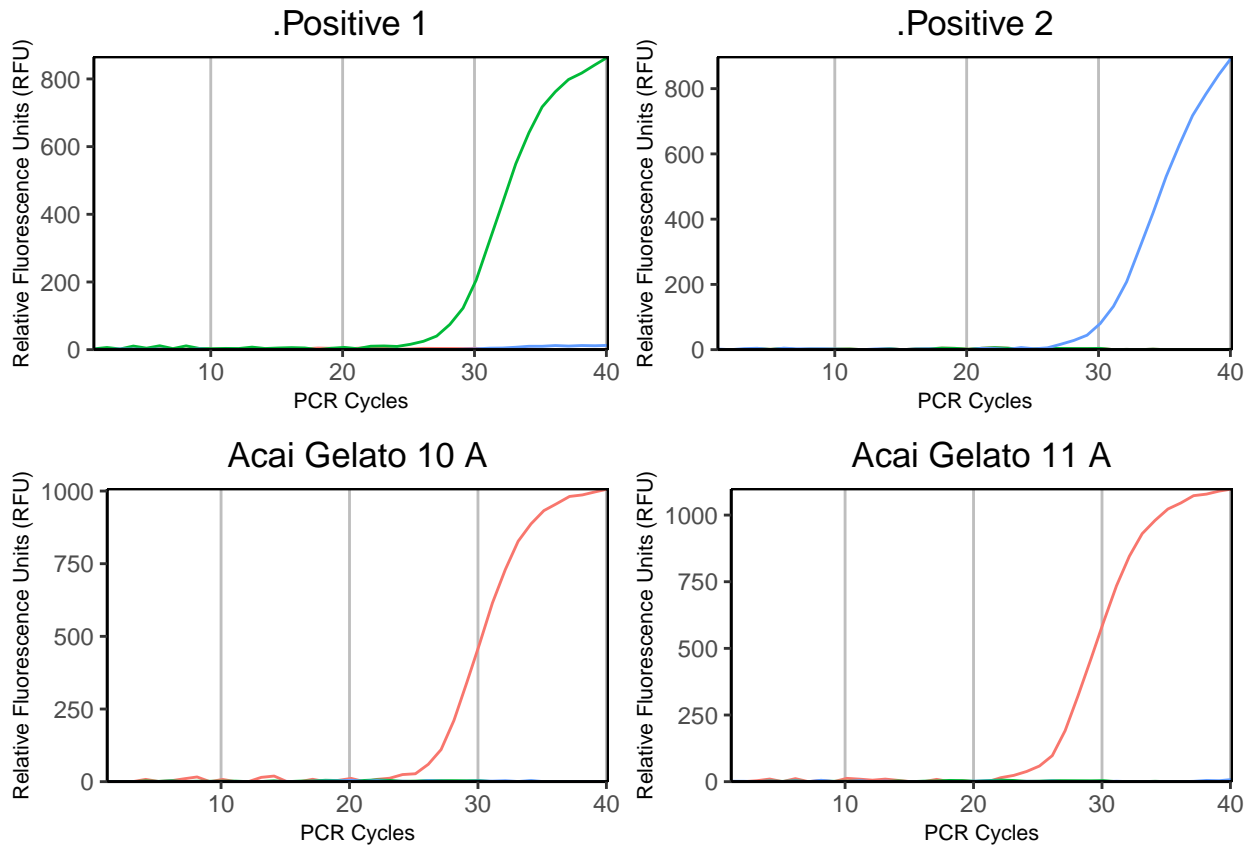 .Positive 1
Relative Fluorescence Units (RFU)
800
600
400
200
0
10 20 30 40
PCR Cycles
.Positive 2
Relative Fluorescence Units (RFU)
800
600
400
200
0
10 20 30 40
PCR Cycles
Acai Gelato 10 A
Relative Fluorescence Units (RFU)
1000
750
500
250
0
10 20 30 40
PCR Cycles
Acai Gelato 11 A
Relative Fluorescence Units (RFU)
1000
750
500
250
0
10 20 30 40
PCR Cycles